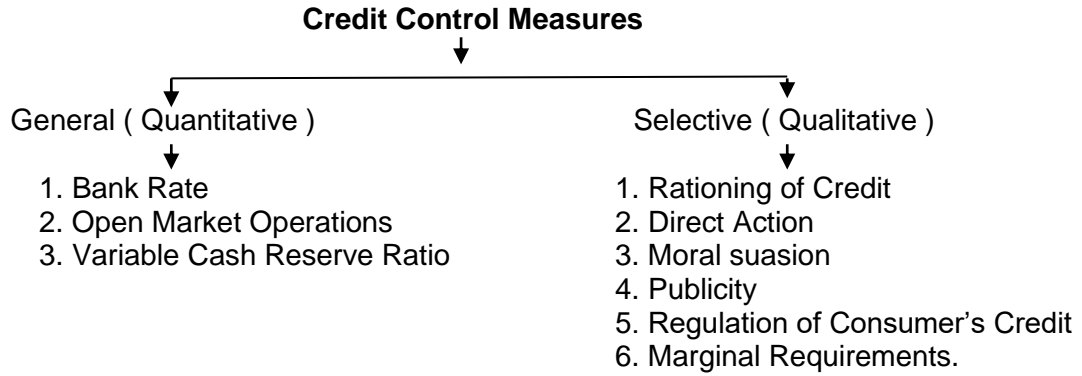 Credit Control Measures
General ( Quantitative )
1. Bank Rate
2. Open Market Operations
3. Variable Cash Reserve Ratio
Selective ( Qualitative )
1. Rationing of Credit
2. Direct Action
3. Moral suasion
4. Publicity
5. Regulation of Consumer’s Credit
6. Marginal Requirements.